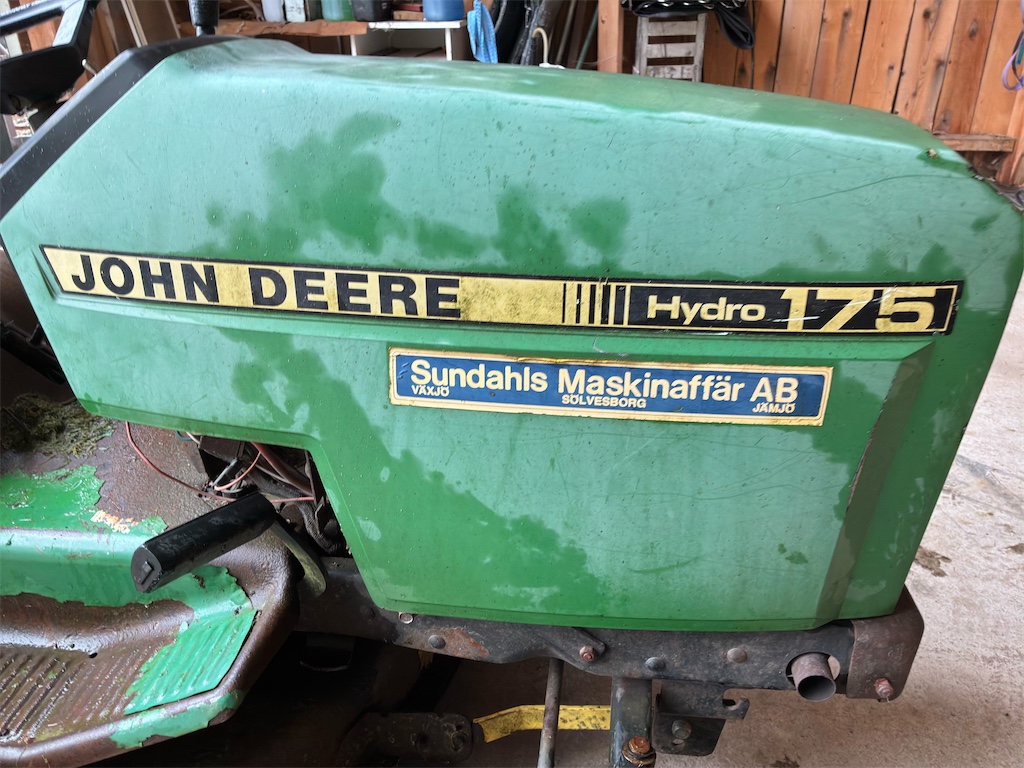 JOHN DEERE Hydro 175
Sundahls Maskinaffär AB
VÄXJÖ SÖLVESBORG JÄMJÖ